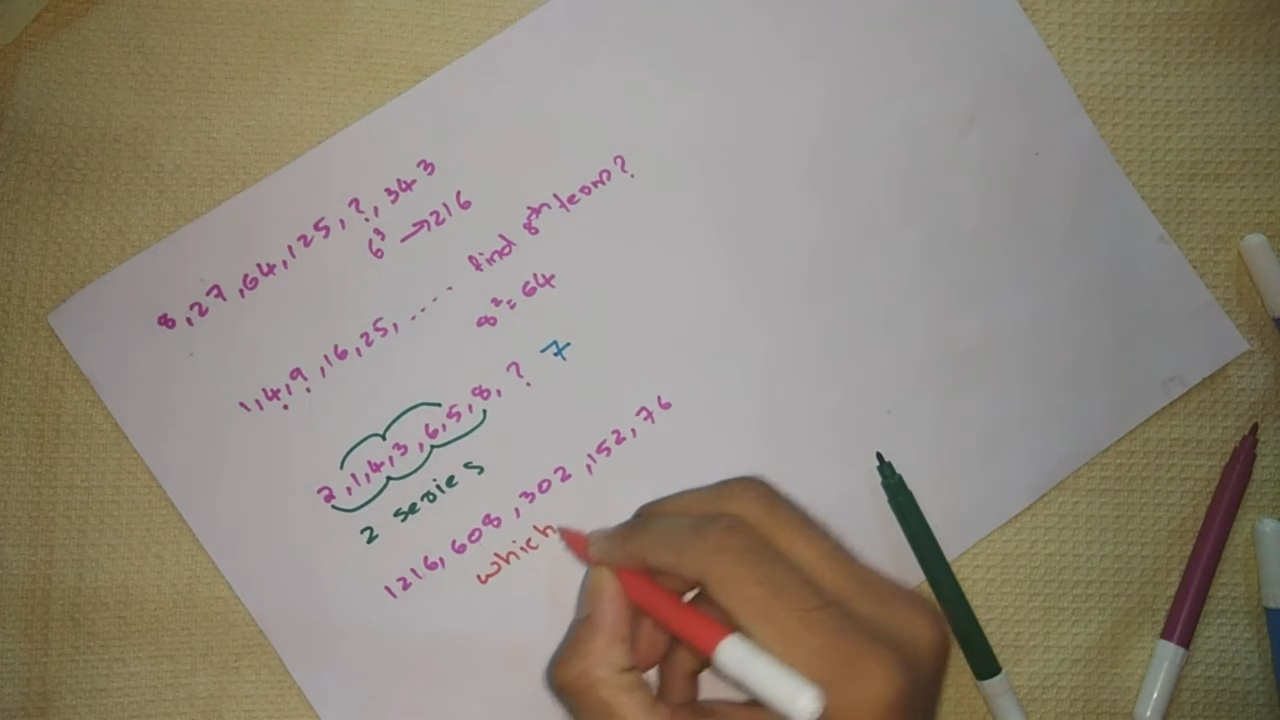 8, 27, 64, 125, ?, 343
6³ → 216
1, 4, 9, 16, 25, ..... find 8th term?
8² = 64
2, 1, 4, 3, 6, 5, 8, ? 7
2 series
1216, 608, 302, 152, 76
which